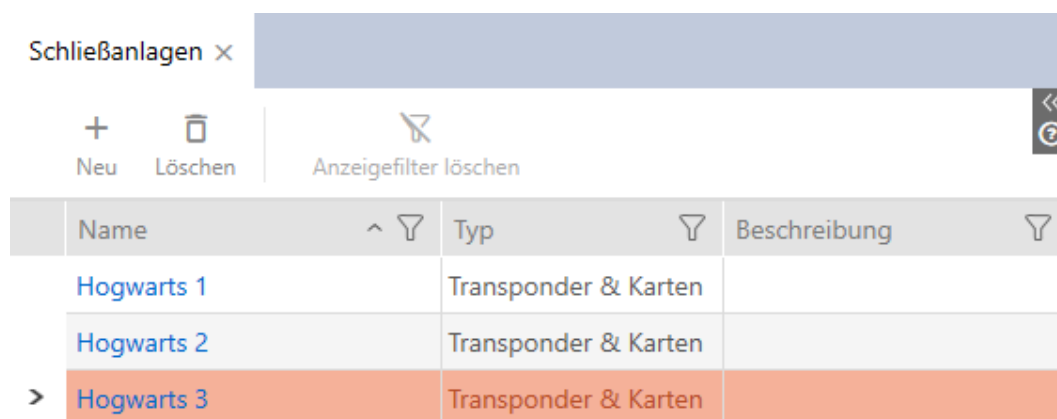 Schließanlagen
Neu Löschen Anzeigefilter löschen
Name Typ Beschreibung
Hogwarts 1 Transponder & Karten
Hogwarts 2 Transponder & Karten
Hogwarts 3 Transponder & Karten